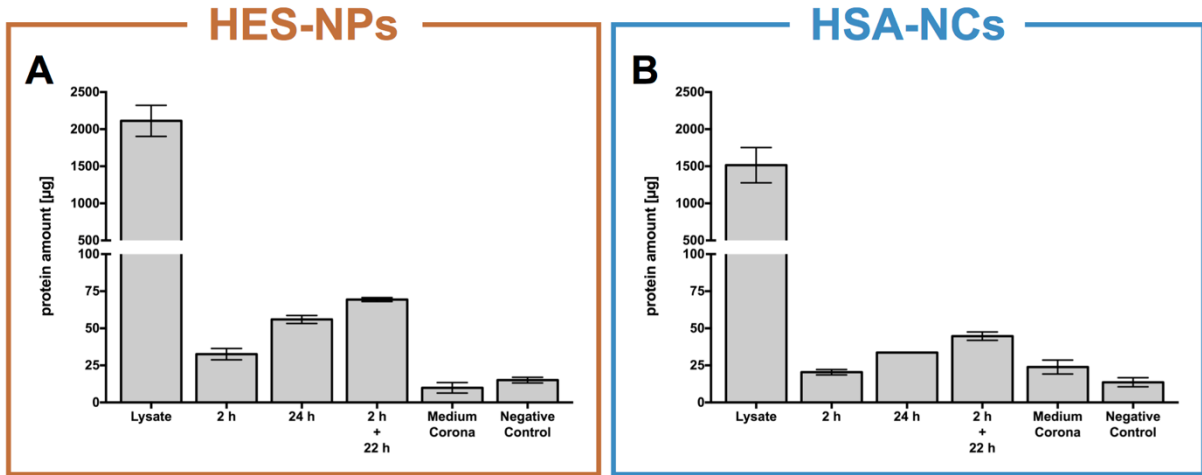 HES-NPs
A
protein amount [µg]
2500
2000
1500
1000
500
100
75
50
25
0
Lysate
2 h
24 h
2 h
+
22 h
Medium
Corona
Negative
Control
HSA-NCs
B
protein amount [µg]
2500
2000
1500
1000
500
100
75
50
25
0
Lysate
2 h
24 h
2 h
+
22 h
Medium
Corona
Negative
Control